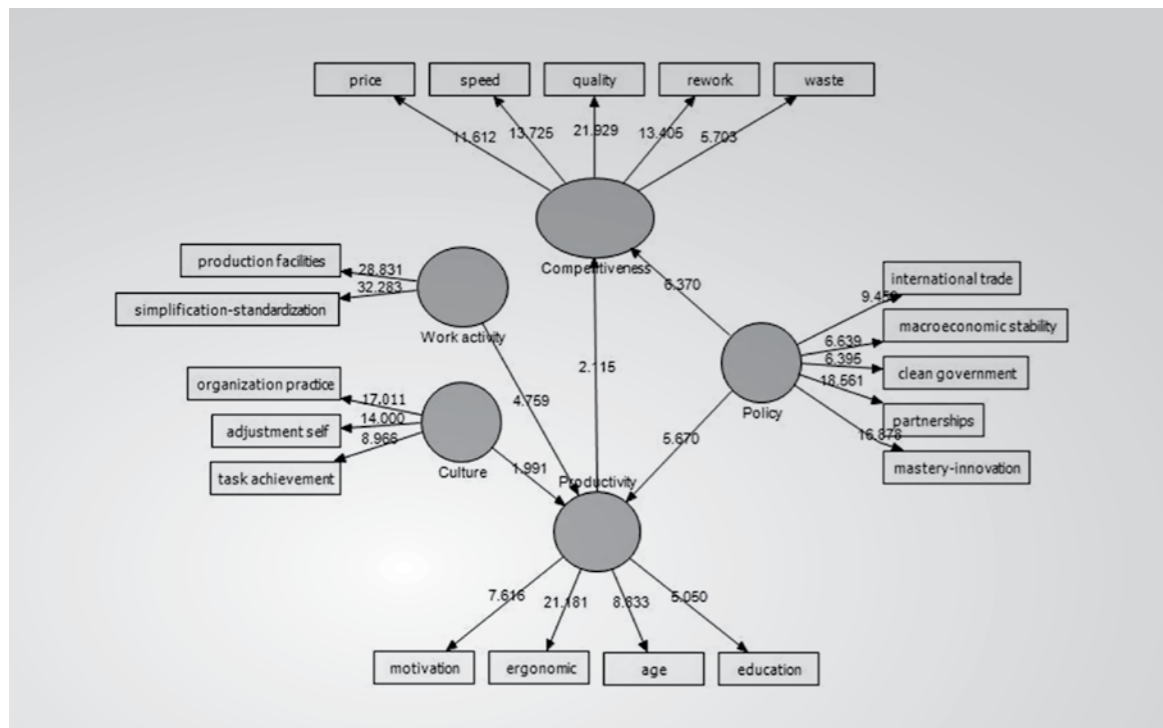 price
speed
quality
rework
waste
11.612
13.725
21.929
13.405
5.703
Competitiveness
production facilities
28.831
simplification-standardization
32.283
Work activity
6.370
international trade
macroeconomic stability
6.639
clean government
6.395
partnerships
18.561
mastery-innovation
16.878
Policy
organization practice
17.011
adjustment self
14.000
task achievement
8.966
Culture
4.759
2.115
5.670
1.991
Productivity
7.616
21.181
8.833
5.050
motivation
ergonomic
age
education